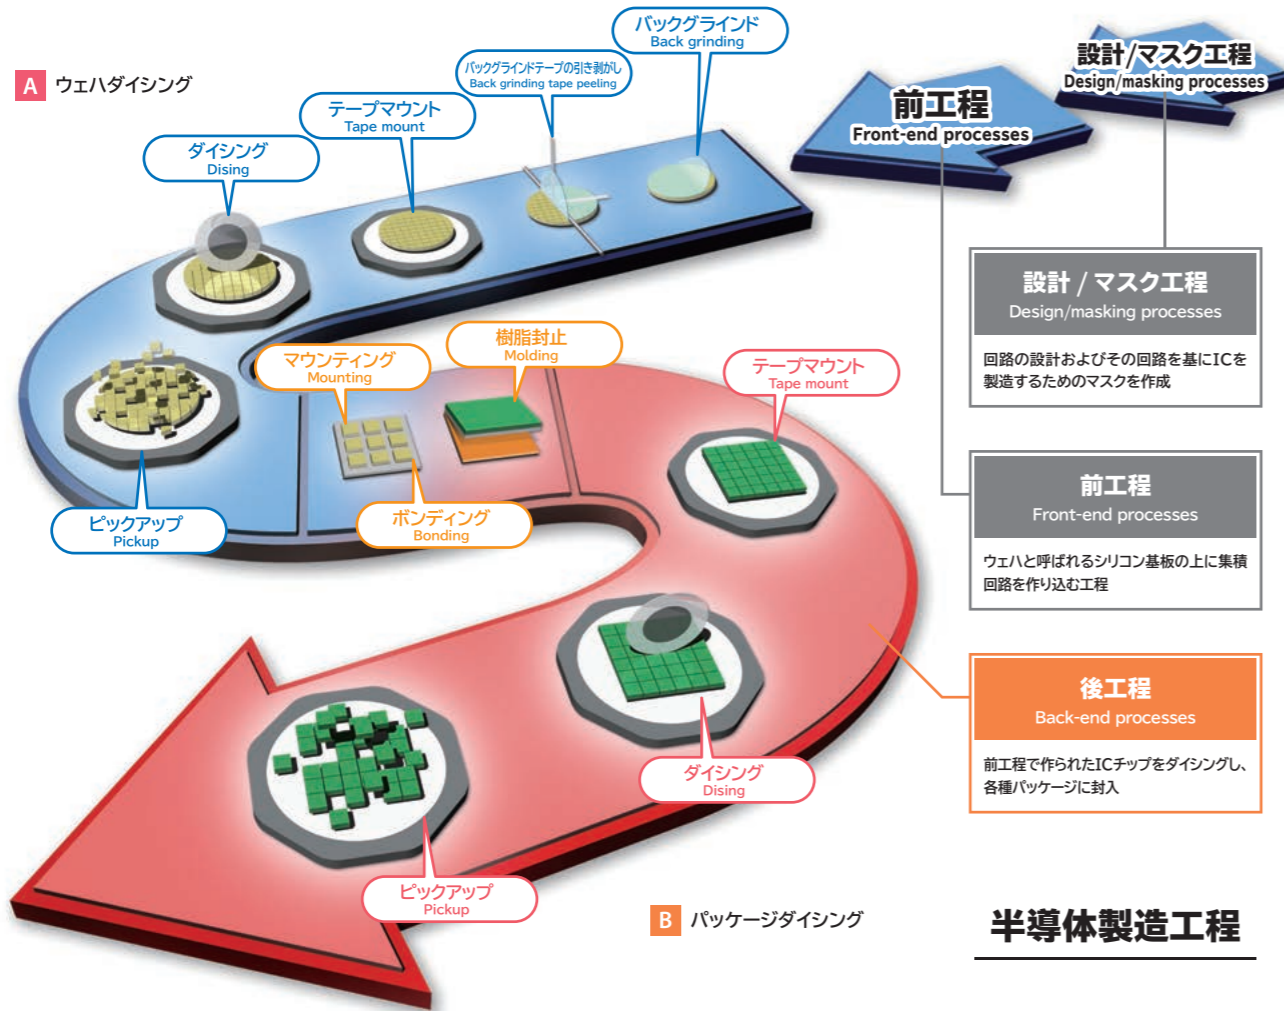 A ウェハダイシング
バックグラインド
Back grinding
バックグラインドテープの引き剥がし
Back grinding tape peeling
テープマウント
Tape mount
ダイシング
Dising
ピックアップ
Pickup
設計/マスク工程
Design/masking processes
前工程
Front-end processes
マウンティング
Mounting
ボンディング
Bonding
樹脂封止
Molding
テープマウント
Tape mount
ダイシング
Dising
ピックアップ
Pickup
B パッケージダイシング
設計 / マスク工程
Design/masking processes
回路の設計およびその回路を基にICを
製造するためのマスクを作成
前工程
Front-end processes
ウェハと呼ばれるシリコン基板の上に集積
回路を作り込む工程
後工程
Back-end processes
前工程で作られたICチップをダイシングし、
各種パッケージに封入
半導体製造工程